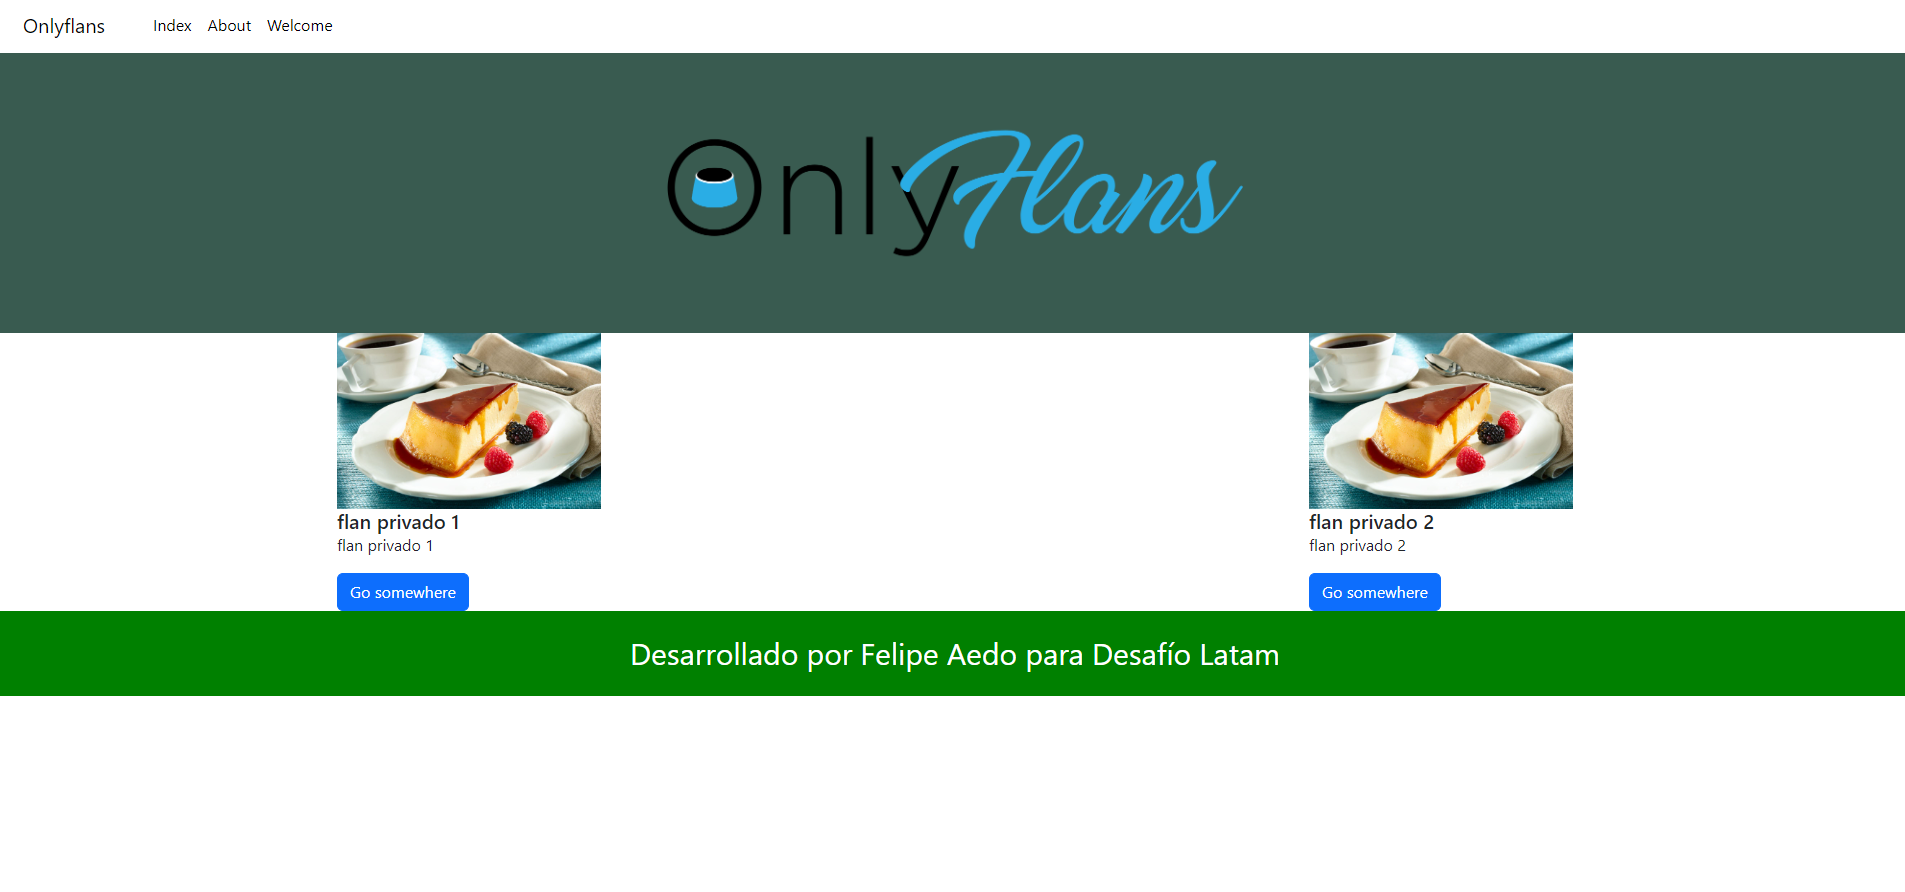 Onlyflans Index About Welcome
OnlyFlans
flan privado 1
flan privado 1
Go somewhere
flan privado 2
flan privado 2
Go somewhere
Desarrollado por Felipe Aedo para Desafío Latam